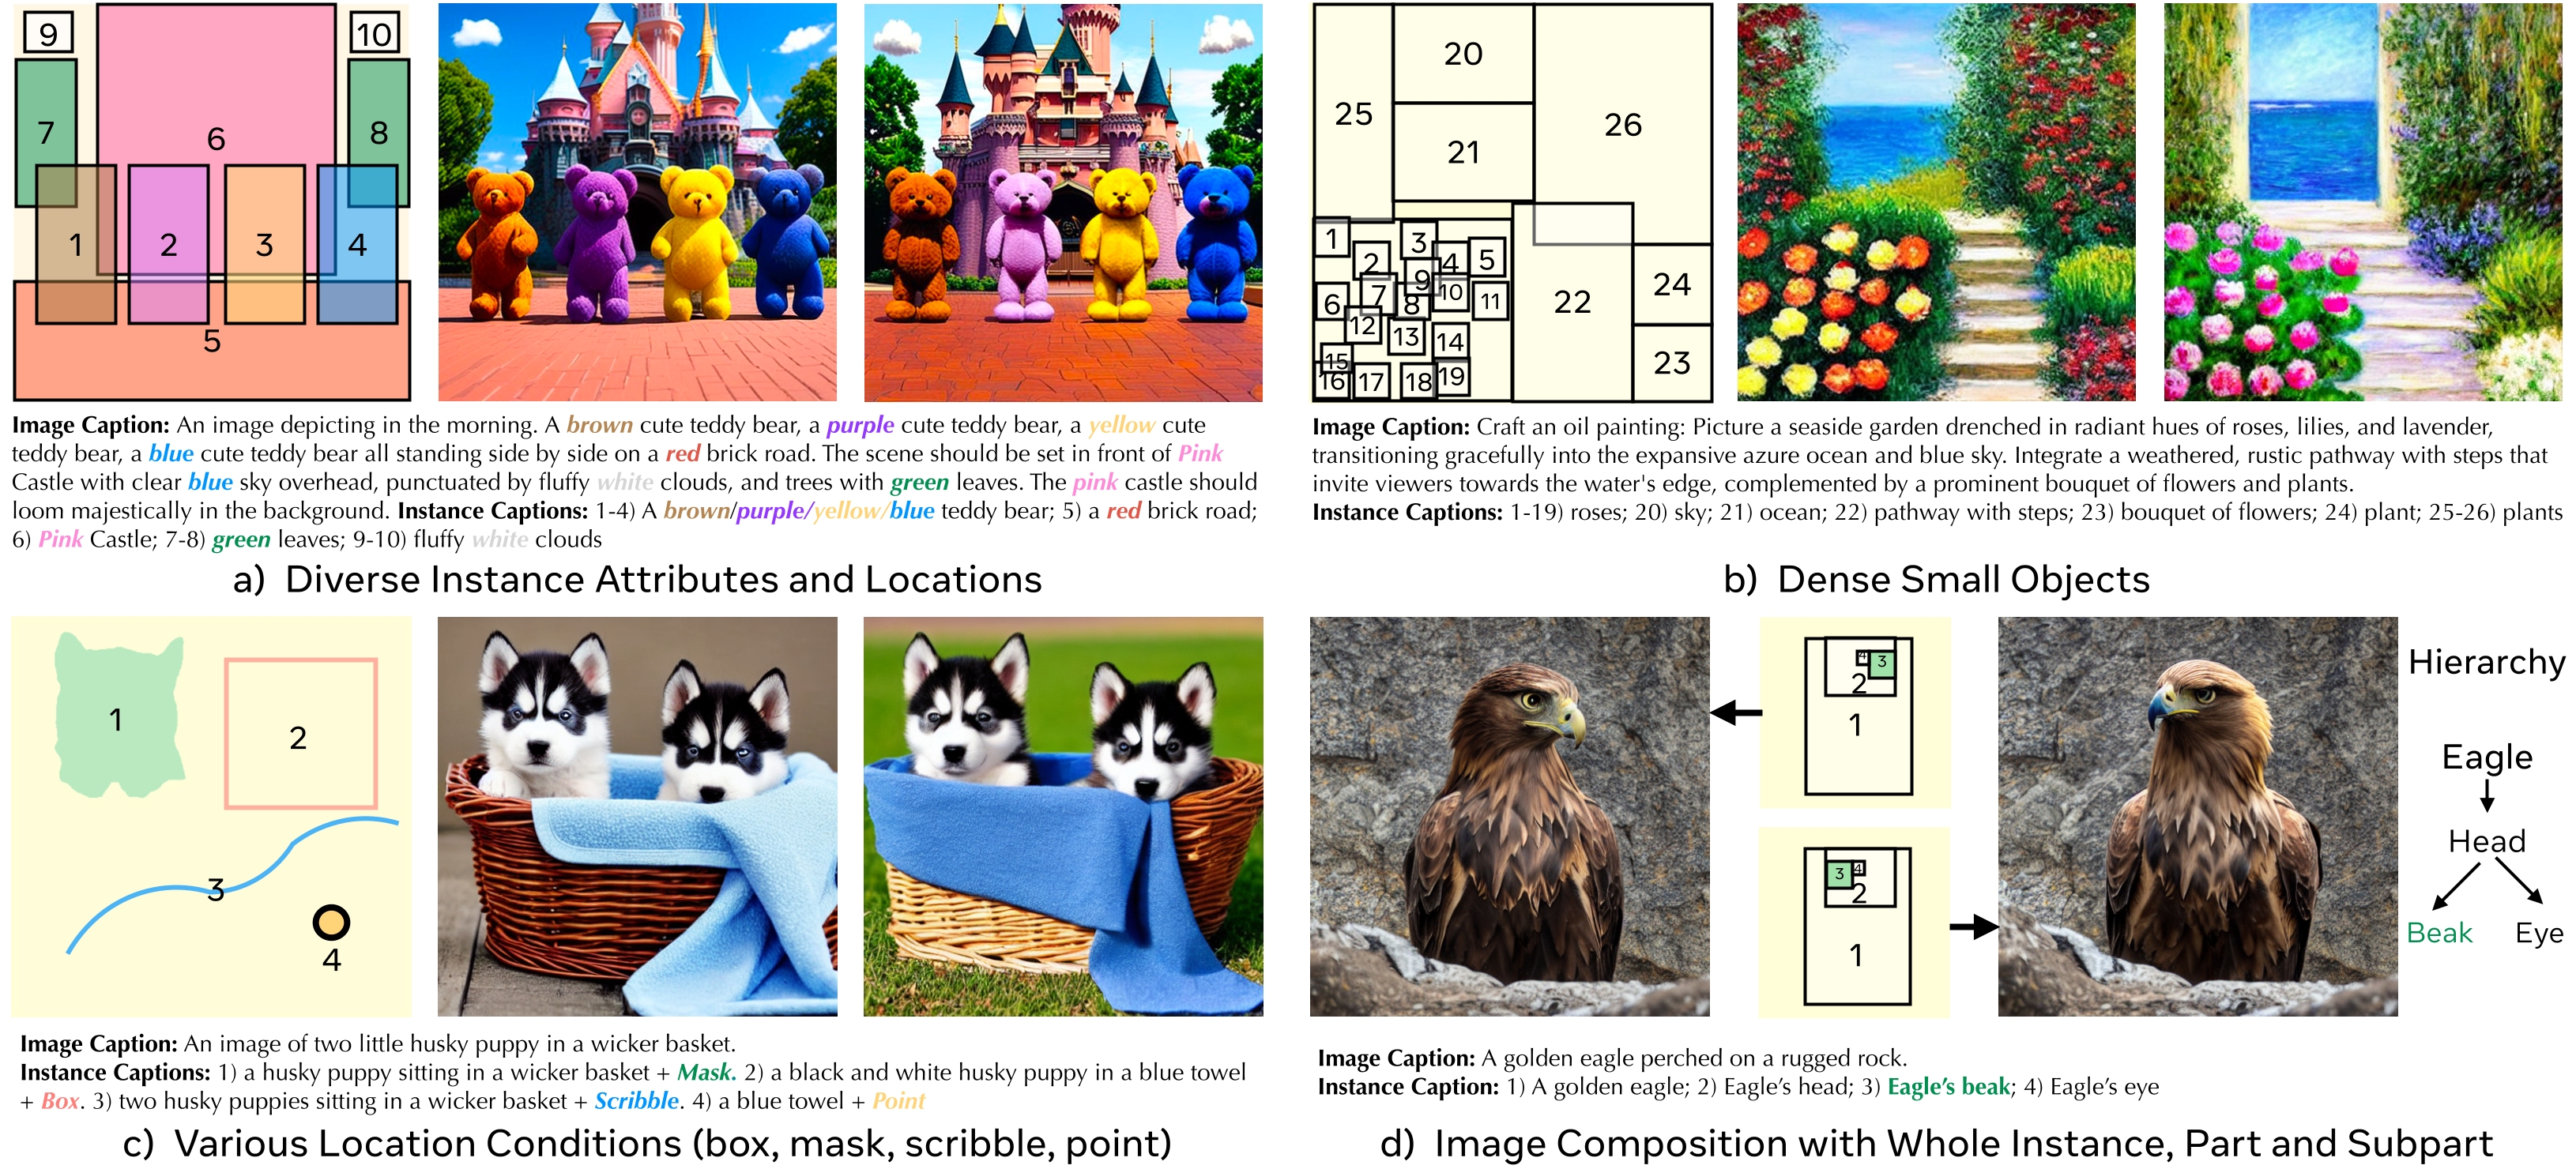 9
10
7
6
8
1
2
3
4
5
Image Caption: An image depicting in the morning. A brown cute teddy bear, a purple cute teddy bear, a yellow cute
teddy bear, a blue cute teddy bear all standing side by side on a red brick road. The scene should be set in front of Pink
Castle with clear blue sky overhead, punctuated by fluffy white clouds, and trees with green leaves. The pink castle should
loom majestically in the background. Instance Captions: 1-4) A brown/purple/yellow/blue teddy bear; 5) a red brick road;
6) Pink Castle; 7-8) green leaves; 9-10) fluffy white clouds
a) Diverse Instance Attributes and Locations
20
25
26
21
1
3
2
4
5
9
7
10
6
8
11
22
24
12
13
14
15
23
16
17
18
19
Image Caption: Craft an oil painting: Picture a seaside garden drenched in radiant hues of roses, lilies, and lavender,
transitioning gracefully into the expansive azure ocean and blue sky. Integrate a weathered, rustic pathway with steps that
invite viewers towards the water's edge, complemented by a prominent bouquet of flowers and plants.
Instance Captions: 1-19) roses; 20) sky; 21) ocean; 22) pathway with steps; 23) bouquet of flowers; 24) plant; 25-26) plants
b) Dense Small Objects
1
2
3
4
Image Caption: An image of two little husky puppy in a wicker basket.
Instance Captions: 1) a husky puppy sitting in a wicker basket + Mask. 2) a black and white husky puppy in a blue towel
+ Box. 3) two husky puppies sitting in a wicker basket + Scribble. 4) a blue towel + Point
c) Various Location Conditions (box, mask, scribble, point)
4
3
2
1
3
4
2
1
Hierarchy
Eagle
Head
Beak
Eye
Image Caption: A golden eagle perched on a rugged rock.
Instance Caption: 1) A golden eagle; 2) Eagle's head; 3) Eagle's beak; 4) Eagle's eye
d) Image Composition with Whole Instance, Part and Subpart